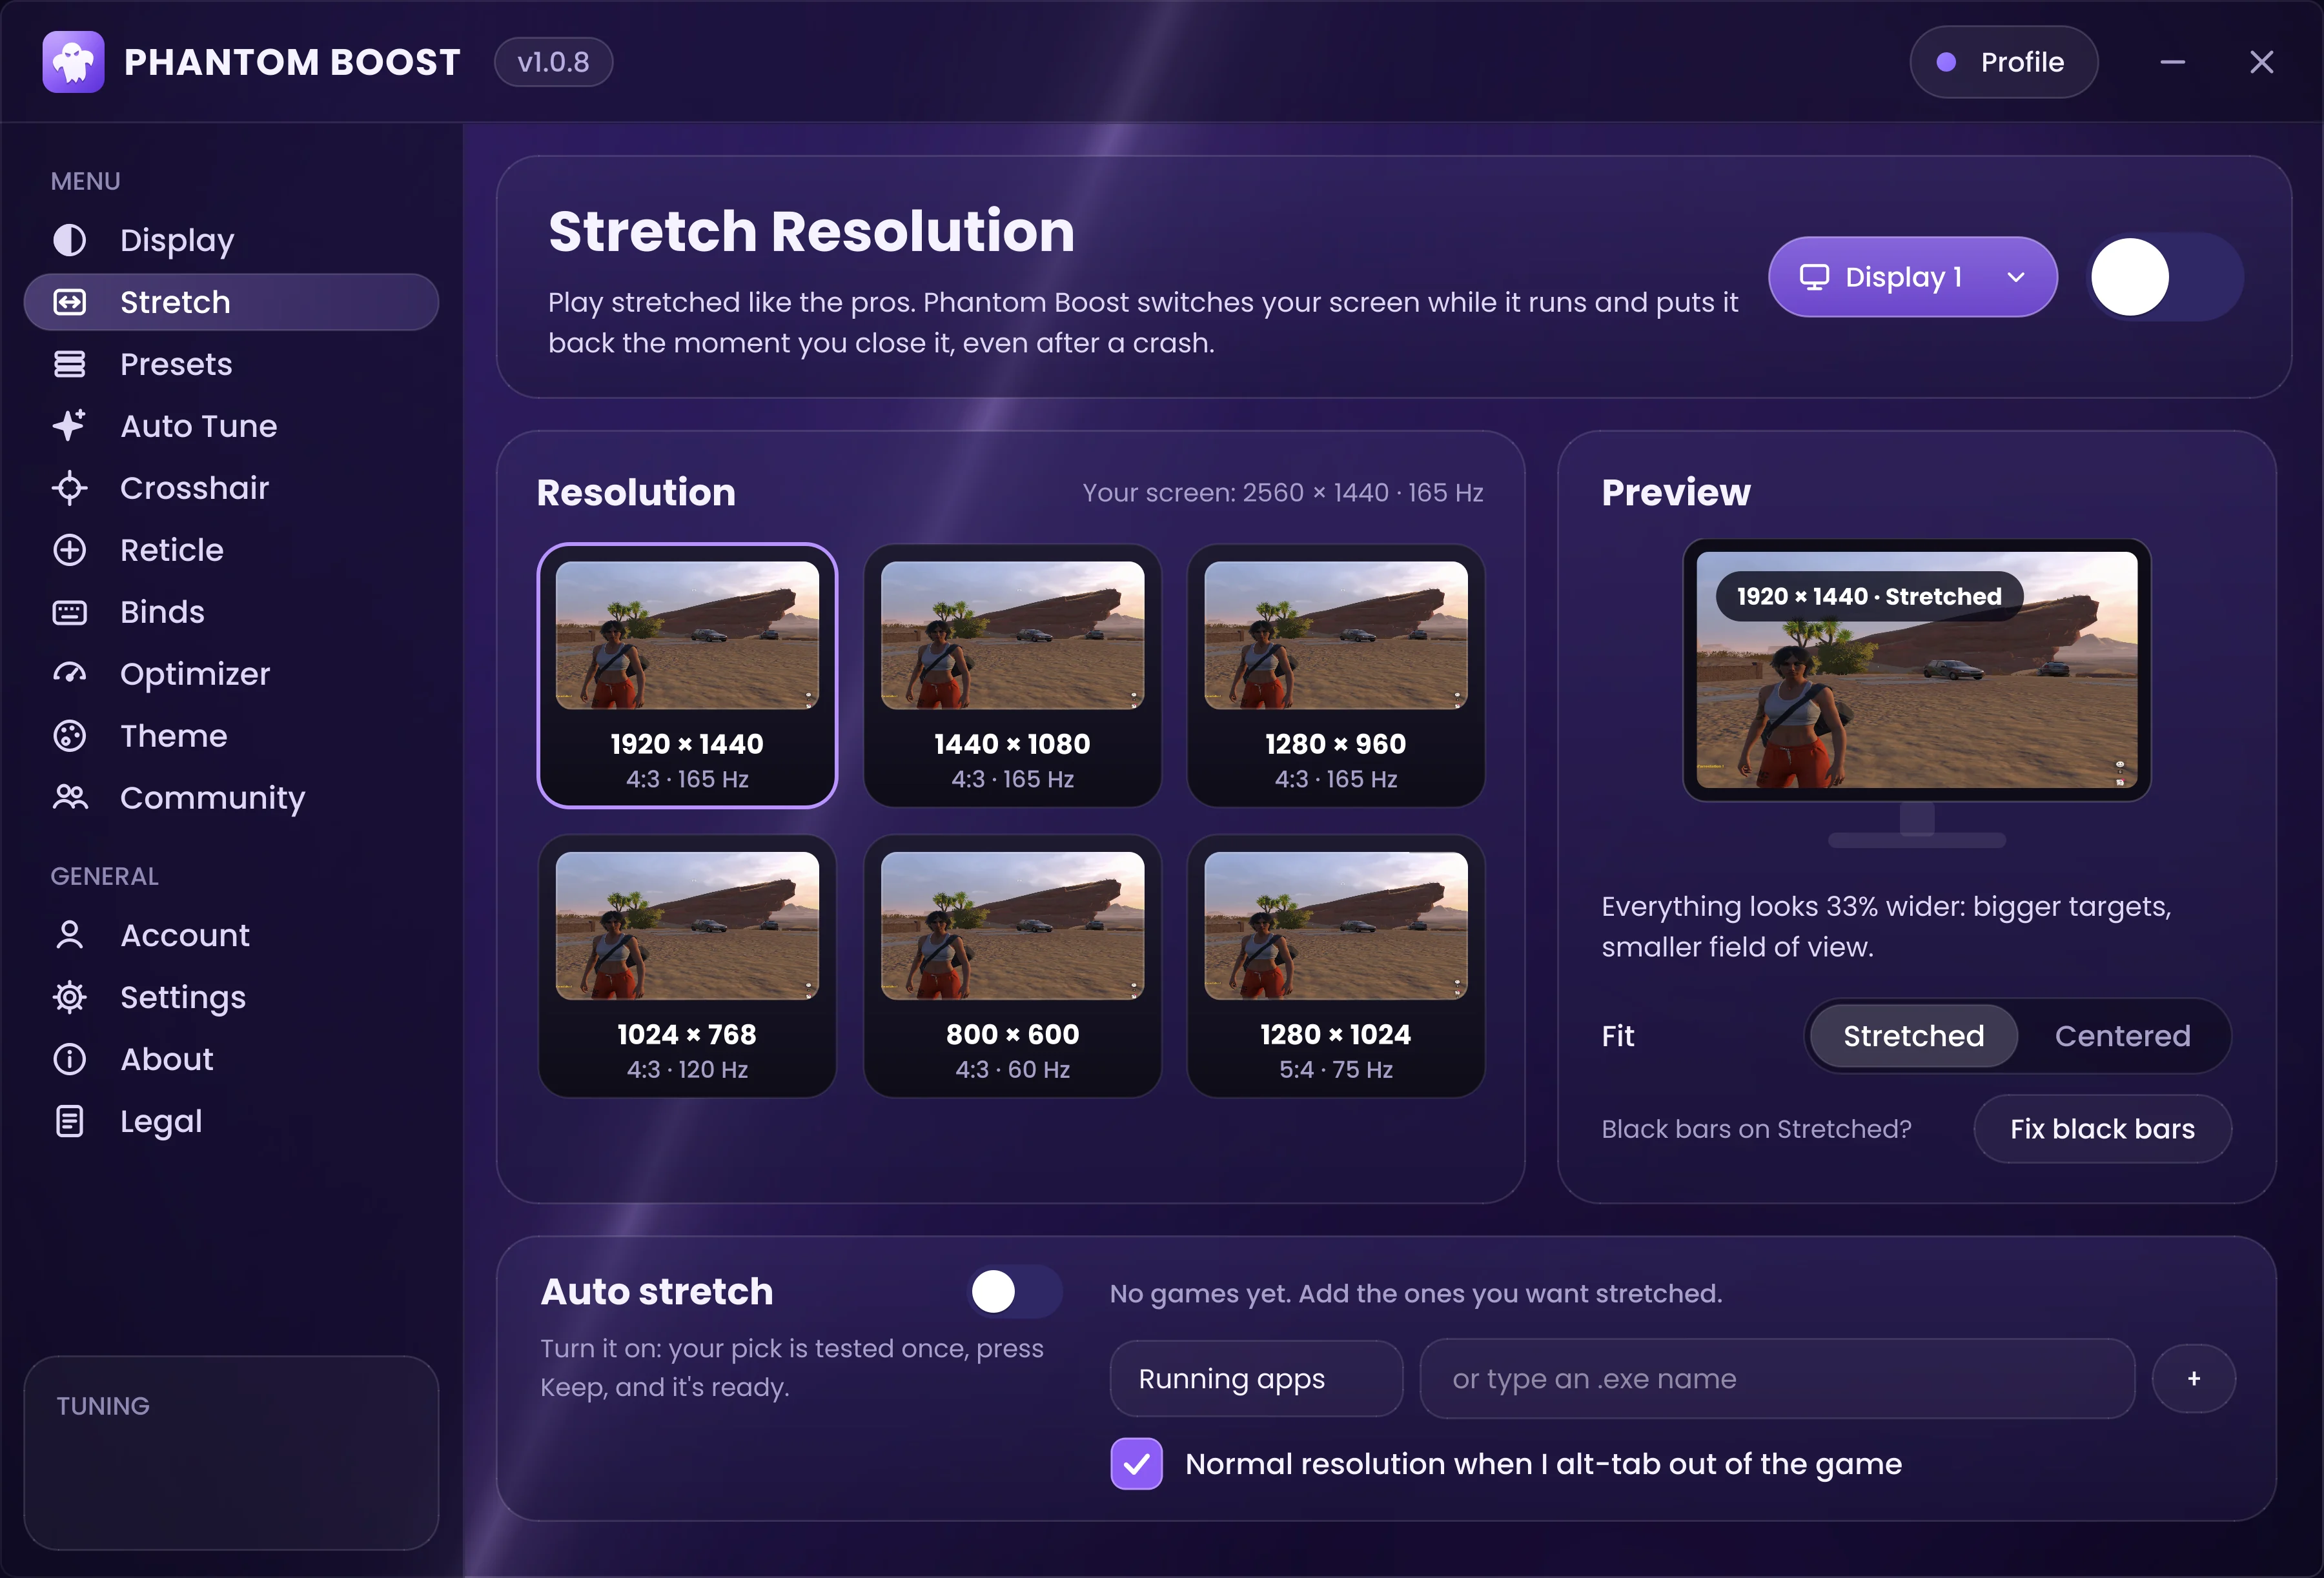 PHANTOM BOOST
v1.0.8
Profile
MENU
Display
Stretch
Presets
Auto Tune
Crosshair
Reticle
Binds
Optimizer
Theme
Community
GENERAL
Account
Settings
About
Legal
TUNING
Stretch Resolution
Play stretched like the pros. Phantom Boost switches your screen while it runs and puts it
back the moment you close it, even after a crash.
Display 1
Resolution
Your screen: 2560 × 1440 · 165 Hz
1920 × 1440
4:3 · 165 Hz
1440 × 1080
4:3 · 165 Hz
1280 × 960
4:3 · 165 Hz
1024 × 768
4:3 · 120 Hz
800 × 600
4:3 · 60 Hz
1280 × 1024
5:4 · 75 Hz
Preview
1920 × 1440 · Stretched
Everything looks 33% wider: bigger targets,
smaller field of view.
Fit
Stretched
Centered
Black bars on Stretched?
Fix black bars
Auto stretch
Turn it on: your pick is tested once, press
Keep, and it's ready.
No games yet. Add the ones you want stretched.
Running apps
or type an .exe name
+
Normal resolution when I alt-tab out of the game